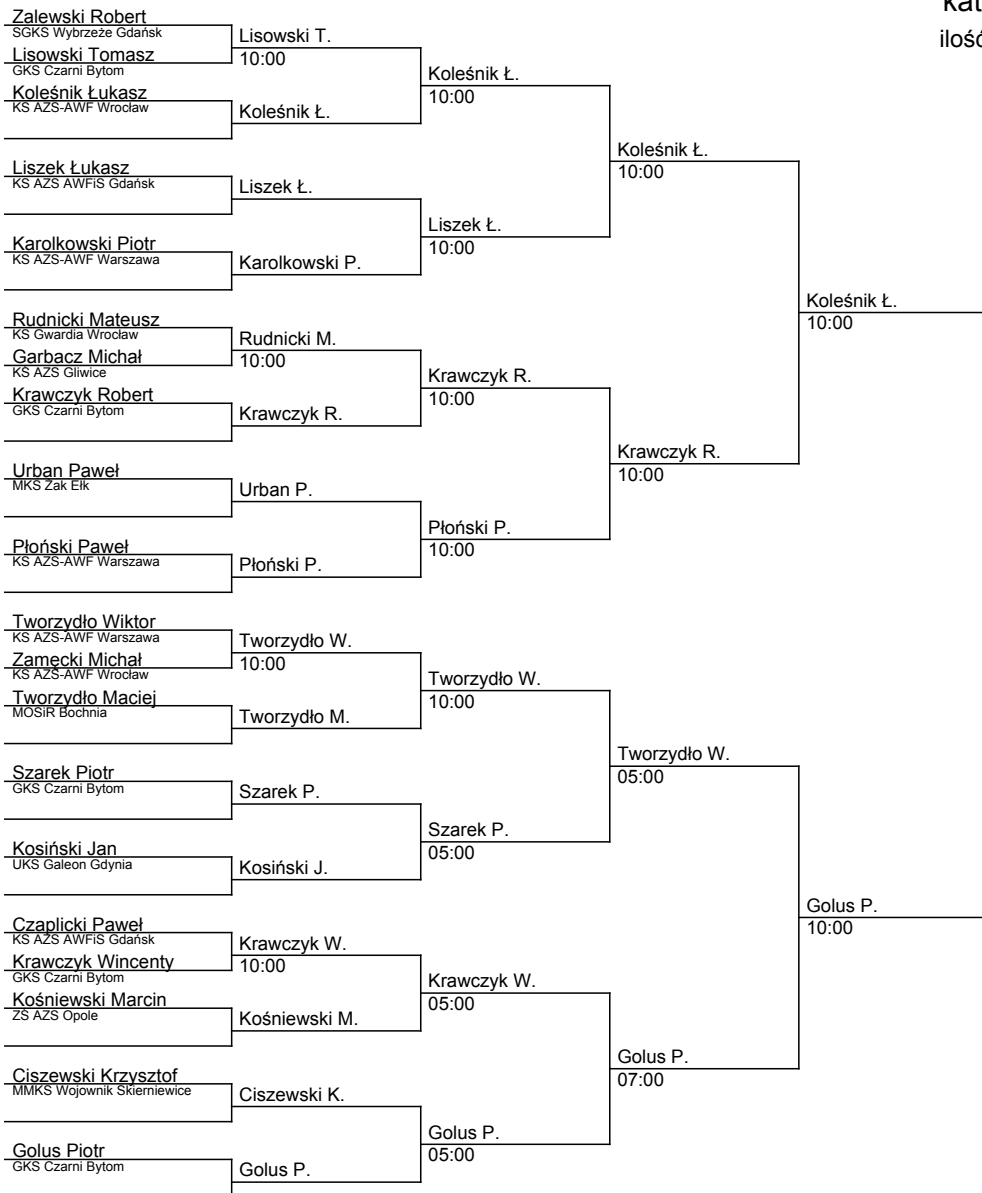 kat
ilość
Zalewski Robert
SGKS Wybrzeże Gdańsk
Lisowski Tomasz
GKS Czarni Bytom
Koleśnik Łukasz
KS AZS-AWF Wrocław
Liszek Łukasz
KS AZS AWFiS Gdańsk
Karolkowski Piotr
KS AZS-AWF Warszawa
Rudnicki Mateusz
KS Gwardia Wrocław
Garbacz Michał
KS AZS Gliwice
Krawczyk Robert
GKS Czarni Bytom
Urban Paweł
MKS Żak Ełk
Płoński Paweł
KS AZS-AWF Warszawa
Tworzydło Wiktor
KS AZS-AWF Warszawa
Zamęcki Michał
KS AZS-AWF Wrocław
Tworzydło Maciej
MOSiR Bochnia
Szarek Piotr
GKS Czarni Bytom
Kosiński Jan
UKS Galeon Gdynia
Czaplicki Paweł
KS AZS AWFiS Gdańsk
Krawczyk Wincenty
GKS Czarni Bytom
Kośniewski Marcin
ZŚ AZS Opole
Ciszewski Krzysztof
MMKS Wojownik Skierniewice
Golus Piotr
GKS Czarni Bytom
Lisowski T.
10:00
Koleśnik Ł.
Liszek Ł.
Karolkowski P.
Rudnicki M.
10:00
Krawczyk R.
Urban P.
Płoński P.
Tworzydło W.
10:00
Tworzydło M.
Szarek P.
Kosiński J.
Krawczyk W.
10:00
Kośniewski M.
Ciszewski K.
Golus P.
Koleśnik Ł.
10:00
Liszek Ł.
10:00
Krawczyk R.
10:00
Płoński P.
10:00
Tworzydło W.
10:00
Szarek P.
05:00
Krawczyk W.
05:00
Golus P.
05:00
Koleśnik Ł.
10:00
Krawczyk R.
10:00
Tworzydło W.
05:00
Golus P.
07:00
Koleśnik Ł.
10:00
Golus P.
10:00